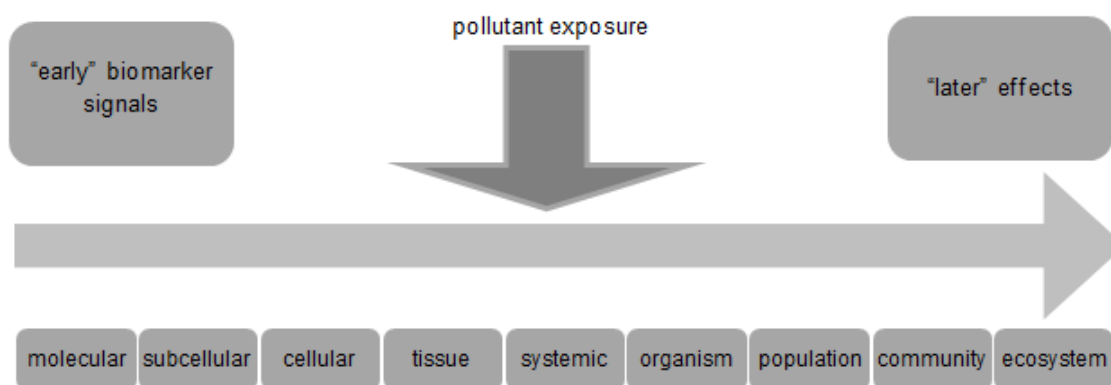 pollutant exposure
“early” biomarker
signals
“later” effects
molecular subcellular cellular tissue systemic organism population community ecosystem